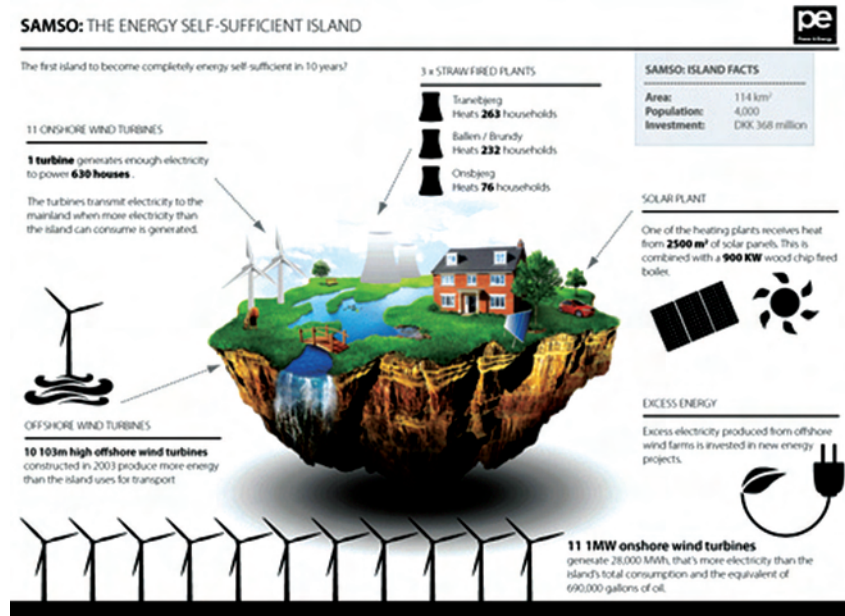 SAMSO: THE ENERGY SELF-SUFFICIENT ISLAND
pe
Power & Energy
The first island to become completely energy self-sufficient in 10 years?
11 ONSHORE WIND TURBINES
1 turbine generates enough electricity
to power 630 houses .
The turbines transmit electricity to the
mainland when more electricity than
the island can consume is generated.
3 x STRAW FIRED PLANTS
Tranebjerg
Heats 263 households
Ballen / Brundy
Heats 232 households
Onsbjerg
Heats 76 households
SAMSO: ISLAND FACTS
Area: 114 km²
Population: 4,000
Investment: DKK 368 million
SOLAR PLANT
One of the heating plants receives heat
from 2500 m² of solar panels. This is
combined with a 900 KW wood chip fired
boiler.
OFFSHORE WIND TURBINES
10 103m high offshore wind turbines
constructed in 2003 produce more energy
than the island uses for transport
EXCESS ENERGY
Excess electricity produced from offshore
wind farms is invested in new energy
projects.
11 1MW onshore wind turbines
generate 28,000 MWh, that's more electricity than the
island's total consumption and the equivalent of
690,000 gallons of oil.